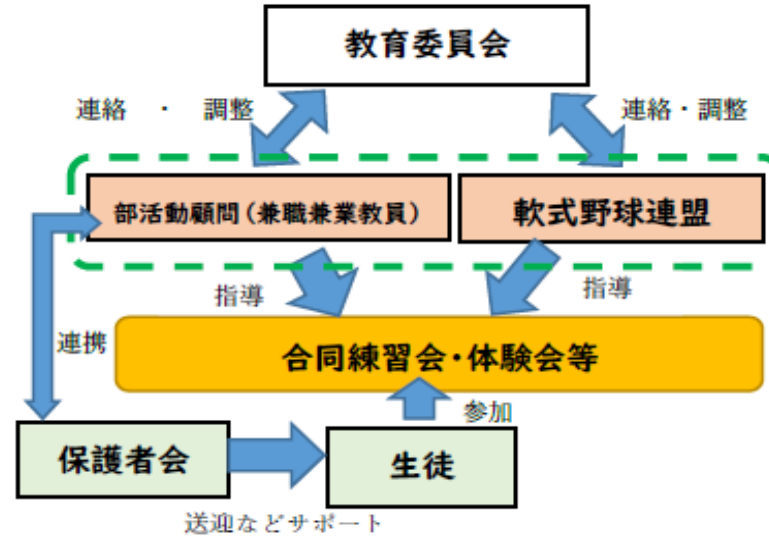 教育委員会
連絡 ・ 調整
連絡・調整
部活動顧問(兼職兼業教員)
軟式野球連盟
指導
指導
連携
合同練習会・体験会等
参加
保護者会
生徒
送迎などサポート